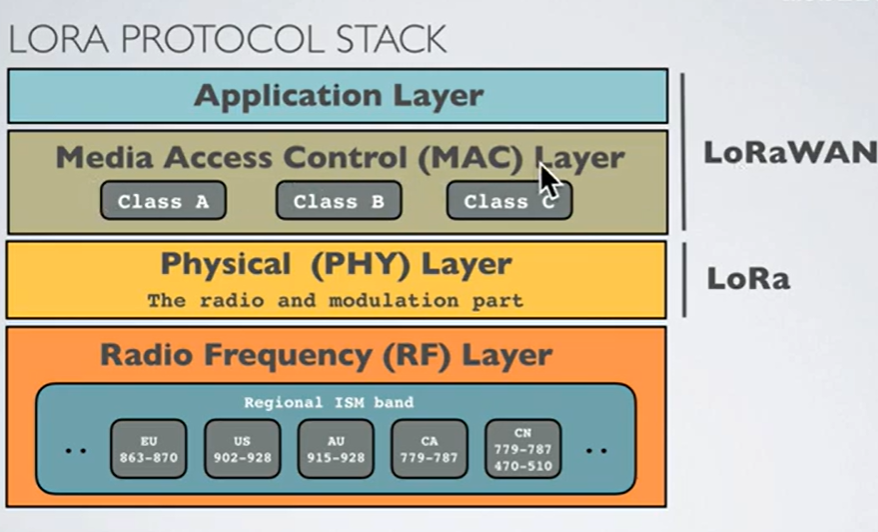 LORA PROTOCOL STACK
Application Layer
Media Access Control (MAC) Layer
Class A
Class B
Class C
LoRaWAN
Physical (PHY) Layer
The radio and modulation part
LoRa
Radio Frequency (RF) Layer
Regional ISM band
..
EU
863-870
US
902-928
AU
915-928
CA
779-787
CN
779-787
470-510
..